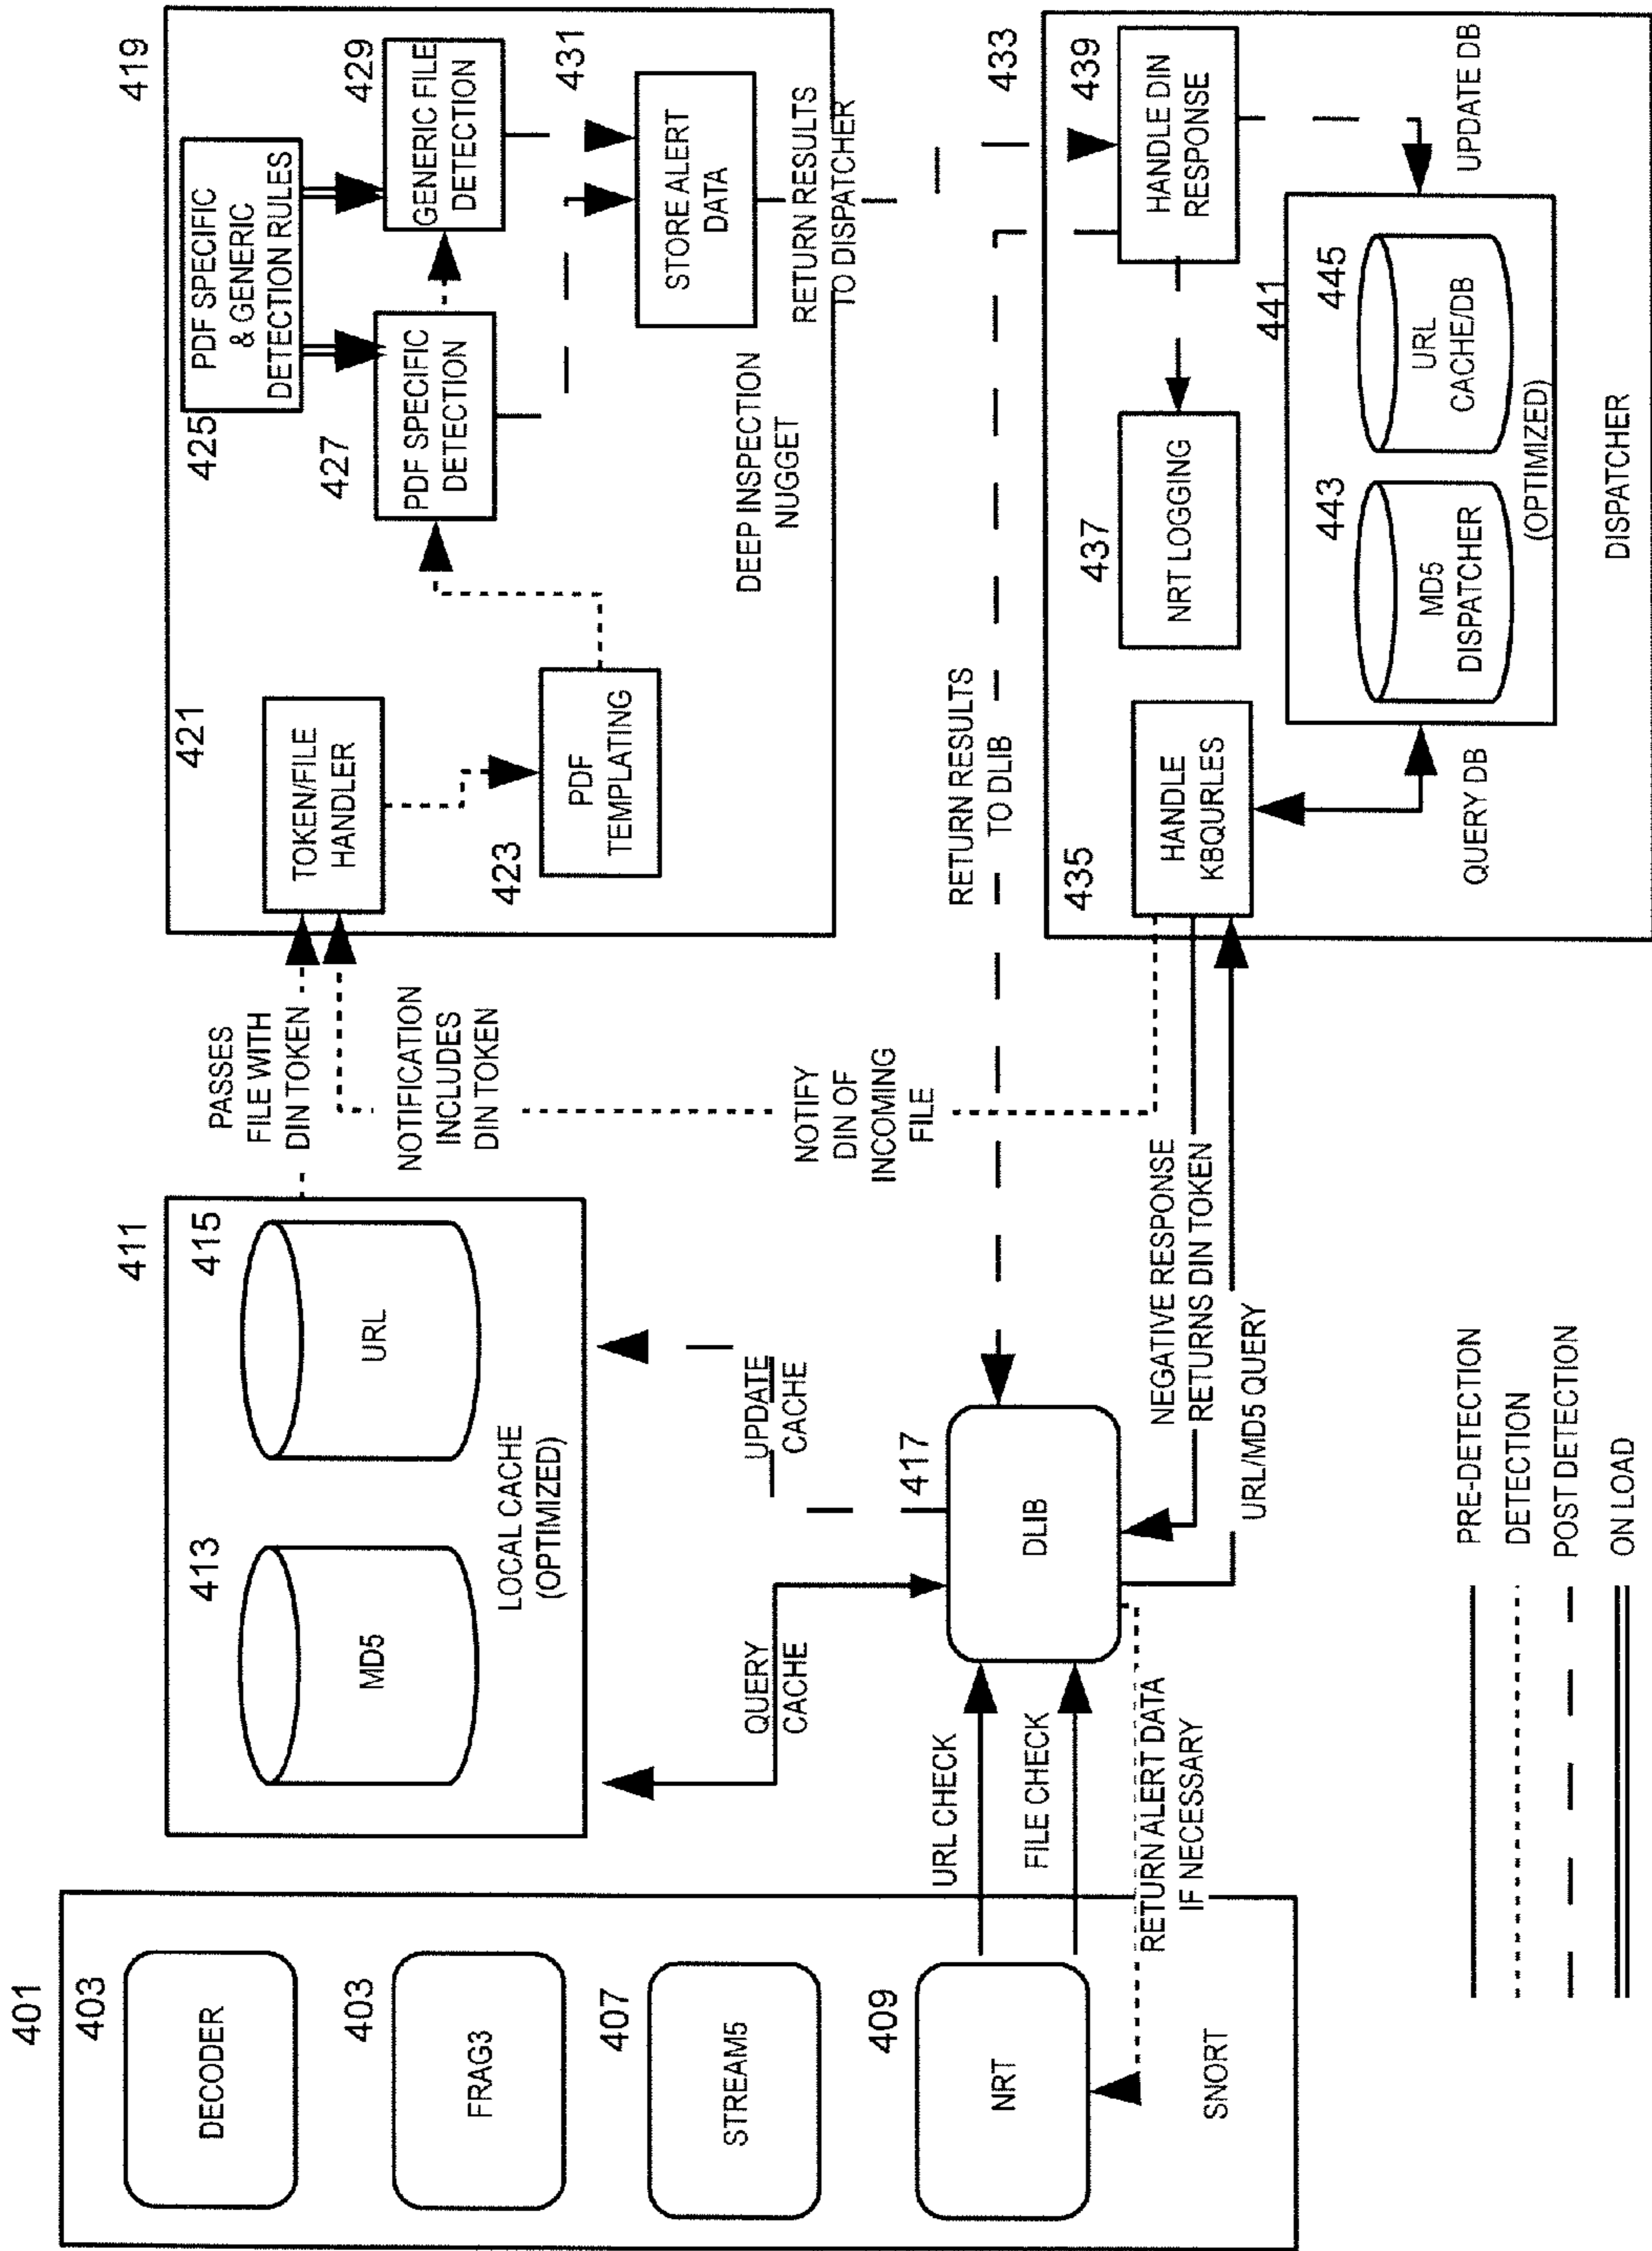 401
403
DECODER
403
FRAG3
407
STREAM5
409
NRT
SNORT
411
413
MD5
415
URL
LOCAL CACHE
(OPTIMIZED)
QUERY
CACHE
UPDATE
CACHE
URL CHECK
FILE CHECK
RETURN ALERT DATA
IF NECESSARY
417
DLIB
PASSES
FILE WITH
DIN TOKEN
NOTIFICATION
INCLUDES
DIN TOKEN
NOTIFY
DIN OF
INCOMING
FILE
NEGATIVE RESPONSE
RETURNS DIN TOKEN
URL/MD5 QUERY
RETURN RESULTS
TO DLIB
419
421
TOKEN/FILE
HANDLER
423
PDF
TEMPLATING
425
PDF SPECIFIC
& GENERIC
DETECTION RULES
427
PDF SPECIFIC
DETECTION
429
GENERIC FILE
DETECTION
431
STORE ALERT
DATA
DEEP INSPECTION
NUGGET
RETURN RESULTS
TO DISPATCHER
433
435
HANDLE
KBQURLES
437
NRT LOGGING
439
HANDLE DIN
RESPONSE
QUERY DB
UPDATE DB
441
443
MD5
DISPATCHER
445
URL
CACHE/DB
(OPTIMIZED)
DISPATCHER
PRE-DETECTION
DETECTION
POST DETECTION
ON LOAD